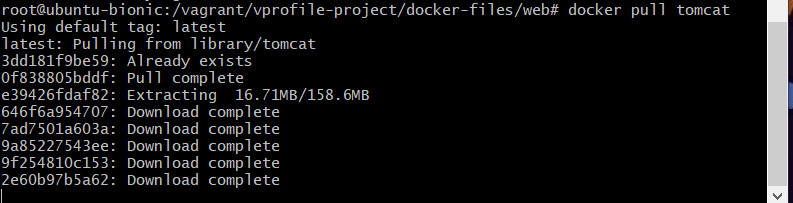 root@ubuntu-bionic:/vagrant/vprofile-project/docker-files/web# docker pull tomcat
Using default tag: latest
latest: Pulling from library/tomcat
3dd181f9be59: Already exists
0f838805bddf: Pull complete
e39426fdaf82: Extracting  16.71MB/158.6MB
646f6a954707: Download complete
7ad7501a603a: Download complete
9a85227543ee: Download complete
9f254810c153: Download complete
2e60b97b5a62: Download complete